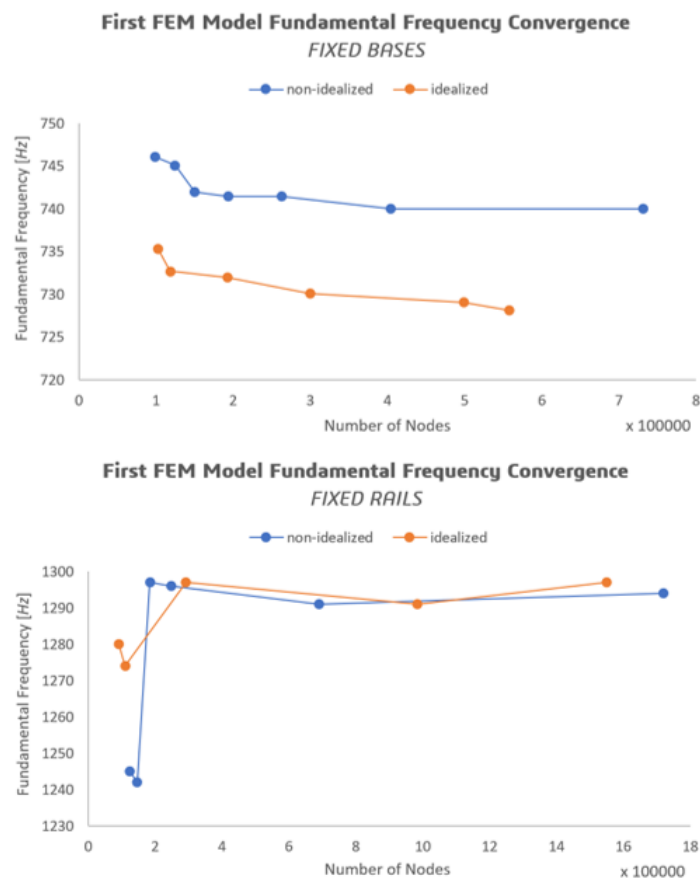 First FEM Model Fundamental Frequency Convergence
FIXED BASES
non-idealized idealized
Fundamental Frequency [Hz]
750
745
740
735
730
725
720
0 1 2 3 4 5 6 7 8
Number of Nodes
x 100000
First FEM Model Fundamental Frequency Convergence
FIXED RAILS
non-idealized idealized
Fundamental Frequency [Hz]
1300
1290
1280
1270
1260
1250
1240
1230
0 2 4 6 8 10 12 14 16 18
Number of Nodes
x 100000